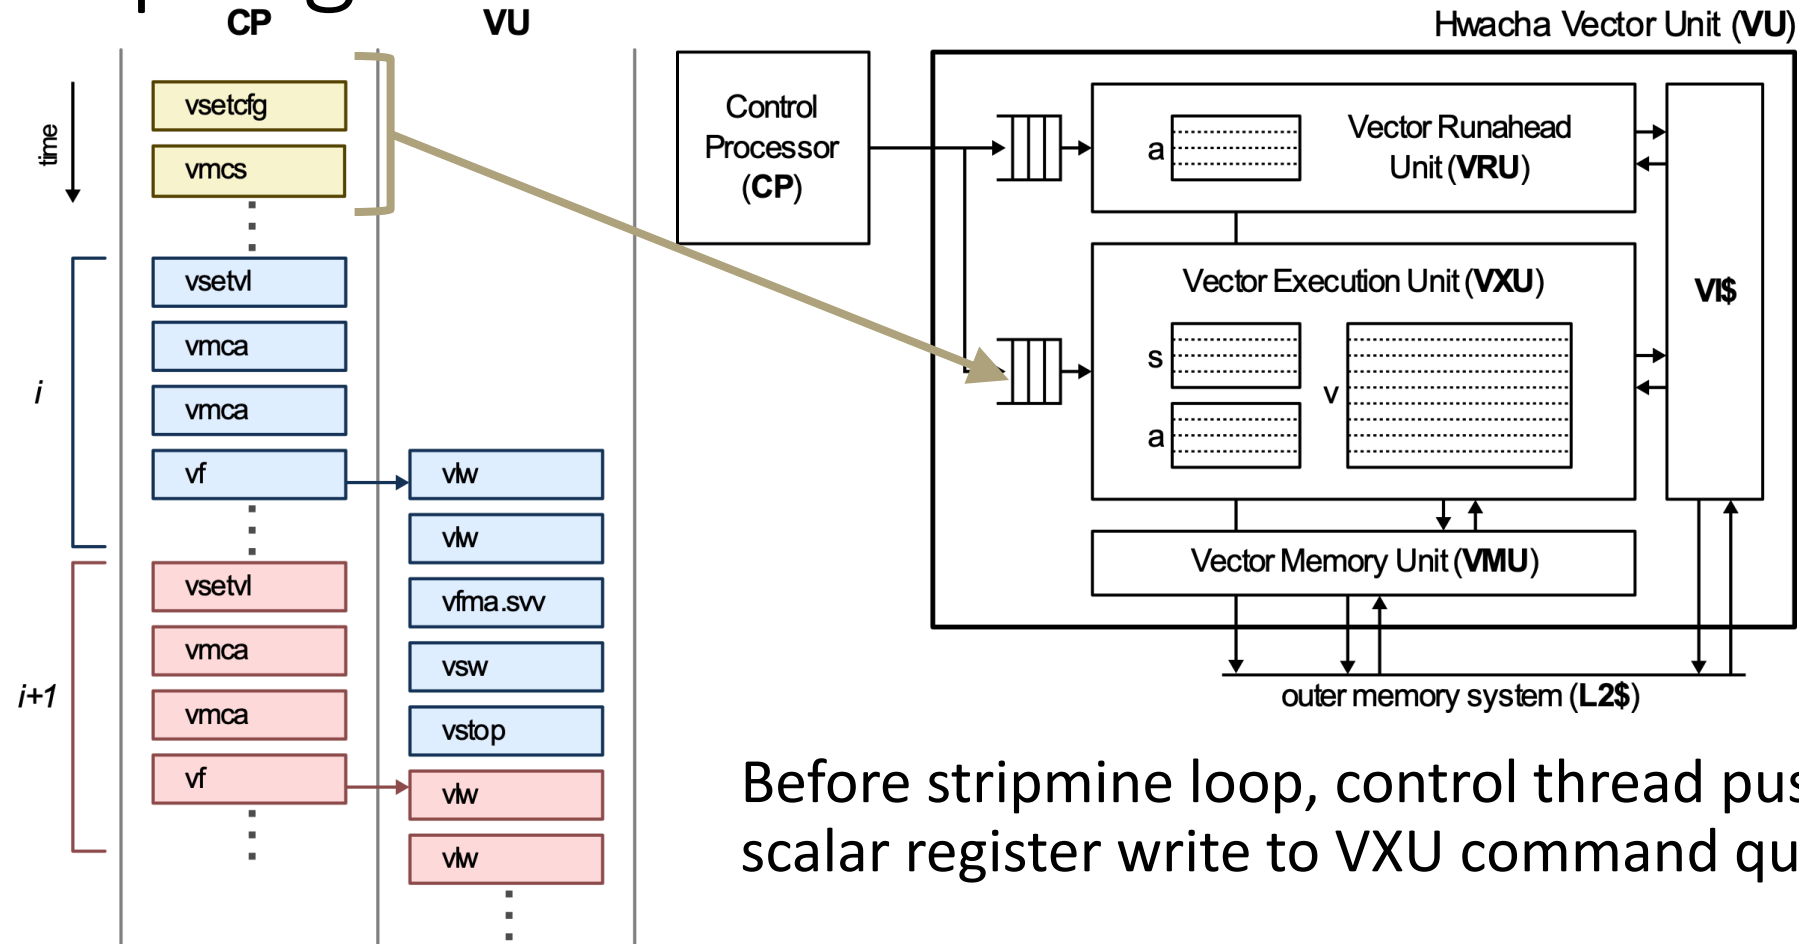 CP
VU
time
vsetcfg
vmcs
i
vsetvl
vmca
vmca
vf
vlw
vlw
i+1
vsetvl
vfma.svv
vmca
vsw
vmca
vstop
vf
vlw
vlw
Hwacha Vector Unit (VU)
Control
Processor
(CP)
a
Vector Runahead
Unit (VRU)
Vector Execution Unit (VXU)
s
a
v
VI$
Vector Memory Unit (VMU)
outer memory system (L2$)
Before stripmine loop, control thread
scalar register write to VXU command